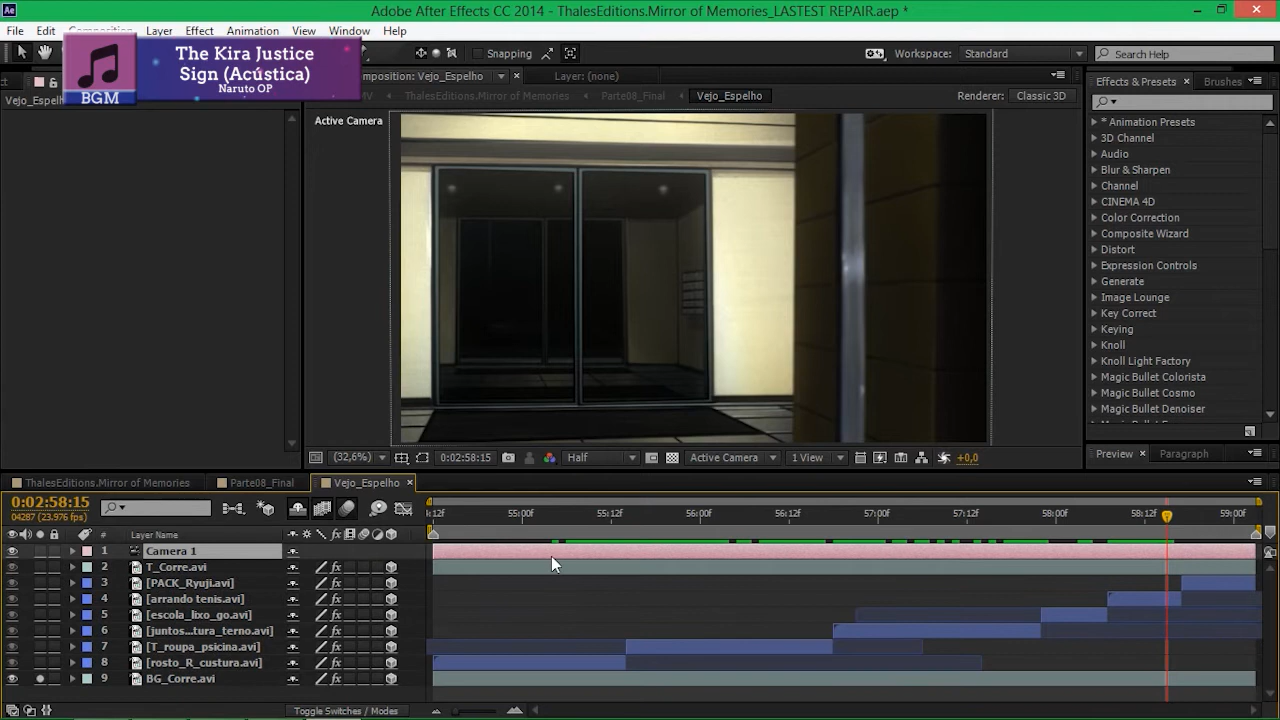 Ae
Adobe After Effects CC 2014 - ThalesEditions.Mirror of Memories_LASTEST REPAIR.aep *
File Edit Composition Layer Effect Animation View Window Help
The Kira Justice
Sign (Acústica)
Naruto OP
BGM
Snapping
Workspace: Standard
Search Help
mposition: Vejo_Espelho
Layer: (none)
Effects & Presets
Brushes
ThalesEditions.Mirror of Memories
Parte08_Final
Vejo_Espelho
Renderer: Classic 3D
Active Camera
* Animation Presets
3D Channel
Audio
Blur & Sharpen
Channel
CINEMA 4D
Color Correction
Composite Wizard
Distort
Expression Controls
Generate
Image Lounge
Key Correct
Keying
Knoll
Knoll Light Factory
Magic Bullet Colorista
Magic Bullet Cosmo
Magic Bullet Denoiser
(32,6%)
0:02:58:15
Half
Active Camera
1 View
+0,0
Preview
Paragraph
ThalesEditions.Mirror of Memories
Parte08_Final
Vejo_Espelho
0:02:58:15
04287 (23.976 fps)
:12f 55:00f 55:12f 56:00f 56:12f 57:00f 57:12f 58:00f 58:12f 59:00f
# Layer Name
1 Camera 1
2 T_Corre.avi
3 [PACK_Ryuji.avi]
4 [arrando tenis.avi]
5 [escola_lixo_go.avi]
6 [juntos...tura_terno.avi]
7 [T_roupa_psicina.avi]
8 [rosto_R_custura.avi]
9 BG_Corre.avi
Toggle Switches / Modes